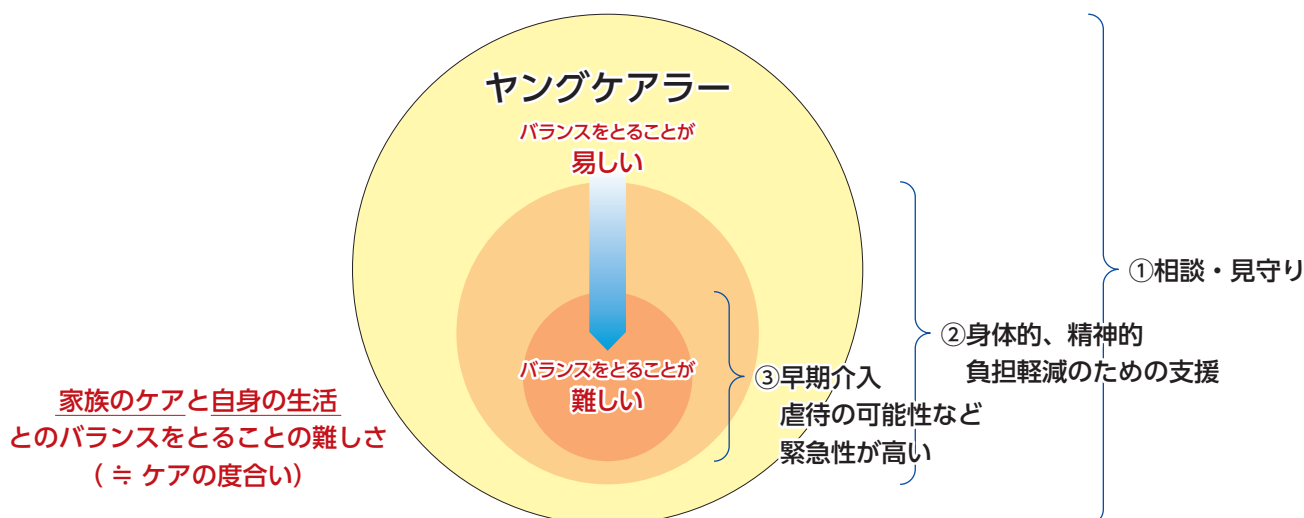 ヤングケアラー
バランスをとることが
易しい
バランスをとることが
難しい
①相談・見守り
②身体的、精神的
負担軽減のための支援
③早期介入
虐待の可能性など
緊急性が高い
家族のケアと自身の生活
とのバランスをとることの難しさ
（ ≒ ケアの度合い）